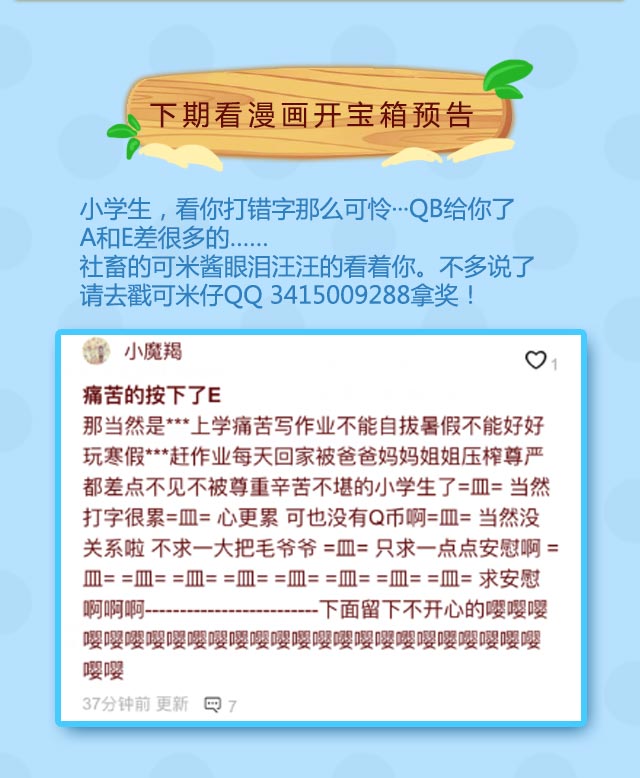 下期看漫画开宝箱预告
小学生，看你打错字那么可怜···QB给你了
A和E差很多的……
社畜的可米酱眼泪汪汪的看着你。不多说了
请去戳可米仔QQ 3415009288拿奖！
小魔羯
1
痛苦的按下了E
那当然是***上学痛苦写作业不能自拔暑假不能好好
玩寒假***赶作业每天回家被爸爸妈妈姐姐压榨尊严
都差点不见不被尊重辛苦不堪的小学生了=皿= 当然
打字很累=皿= 心更累 可也没有Q币啊=皿= 当然没
关系啦 不求一大把毛爷爷 =皿= 只求一点点安慰啊 =
皿= =皿= =皿= =皿= =皿= =皿= =皿= =皿= 求安慰
啊啊啊-------------------------下面留下不开心的嘤嘤嘤
嘤嘤嘤嘤嘤嘤嘤嘤嘤嘤嘤嘤嘤嘤嘤嘤嘤嘤嘤嘤嘤嘤
嘤嘤
37分钟前 更新
7